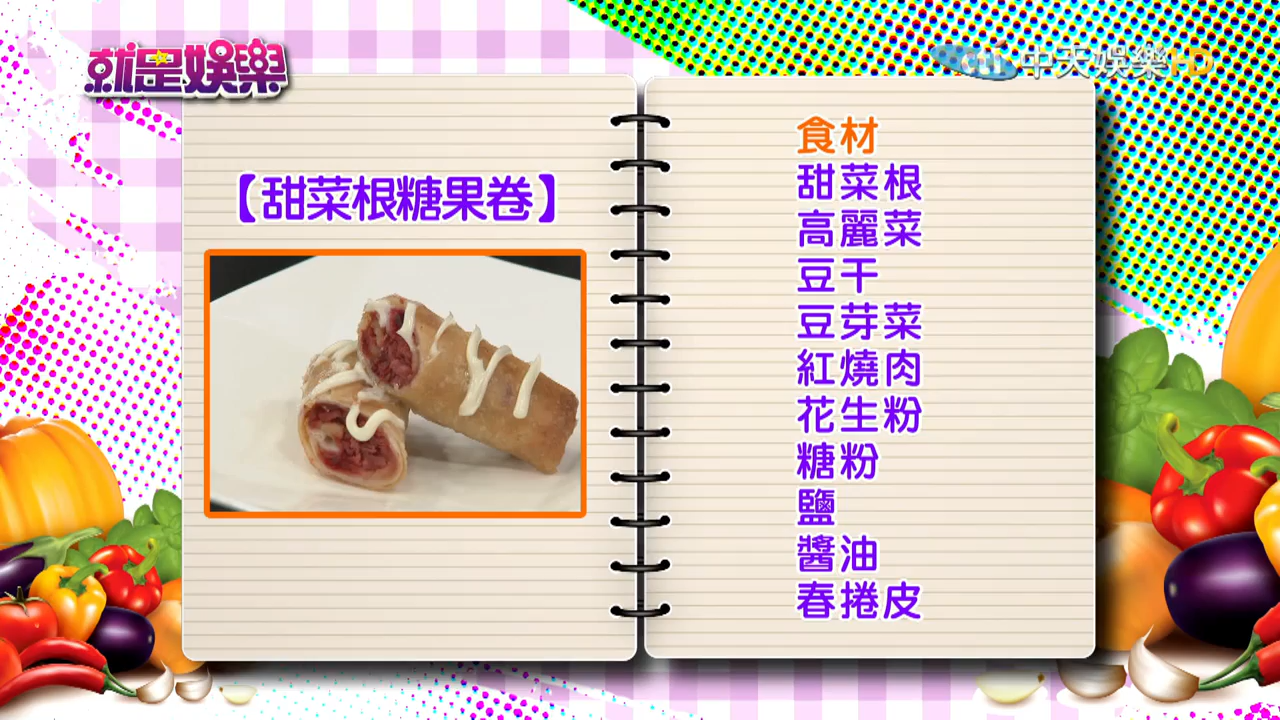 就是娛樂
cti 中天娛樂HD
【甜菜根糖果卷】
食材
甜菜根
高麗菜
豆干
豆芽菜
紅燒肉
花生粉
糖粉
鹽
醬油
春捲皮